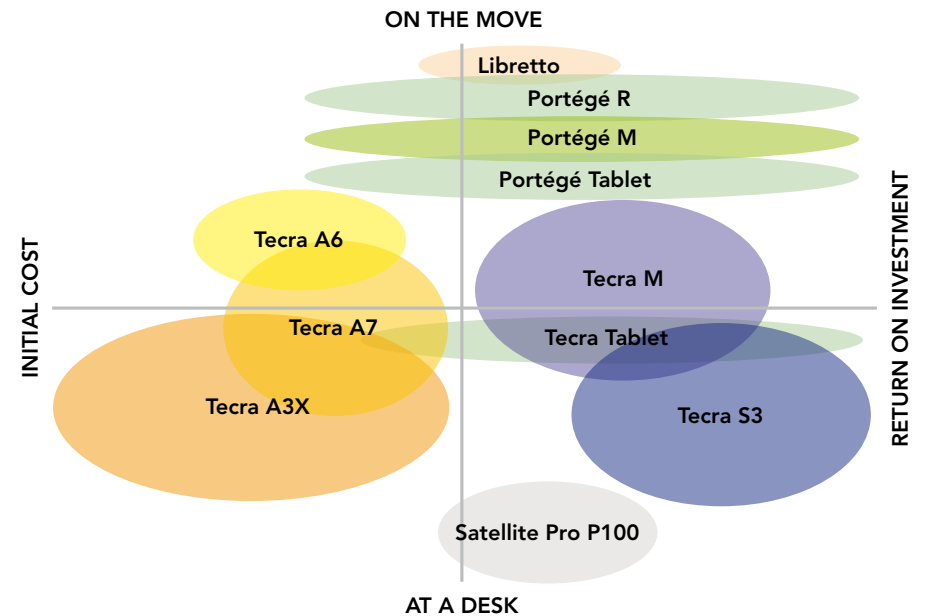 ON THE MOVE
Libretto
Portégé R
Portégé M
Portégé Tablet
Tecra A6
Tecra M
INITIAL COST
RETURN ON INVESTMENT
Tecra A7
Tecra Tablet
Tecra A3X
Tecra S3
Satellite Pro P100
AT A DESK